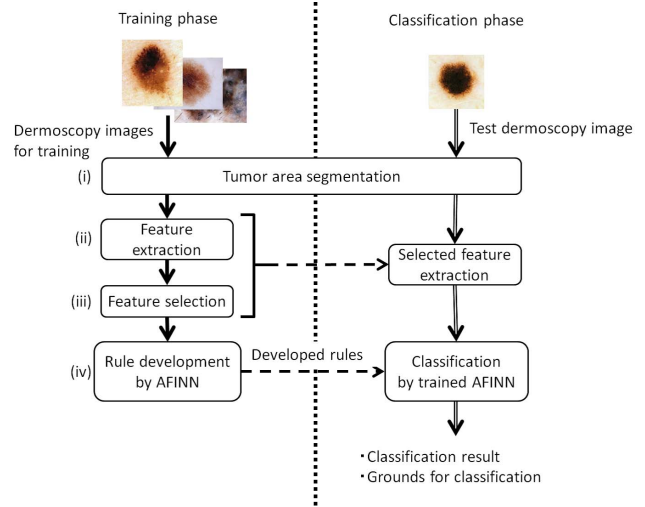 Training phase
Classification phase
Dermoscopy images
for training
Test dermoscopy image
(i)
Tumor area segmentation
(ii)
Feature
extraction
Selected feature
extraction
(iii)
Feature selection
(iv)
Rule development
by AFINN
Developed rules
Classification
by trained AFINN
・Classification result
・Grounds for classification